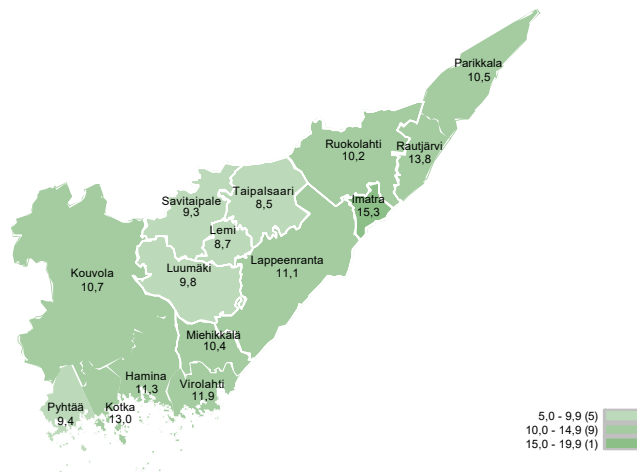 Parikkala
10,5
Ruokolahti
10,2
Rautjärvi
13,8
Imatra
15,3
Taipalsaari
8,5
Savitaipale
9,3
Lemi
8,7
Lappeenranta
11,1
Luumäki
9,8
Kouvola
10,7
Miehikkälä
10,4
Hamina
11,3
Virolahti
11,9
Pyhtää
9,4
Kotka
13,0
5,0 - 9,9 (5)
10,0 - 14,9 (9)
15,0 - 19,9 (1)